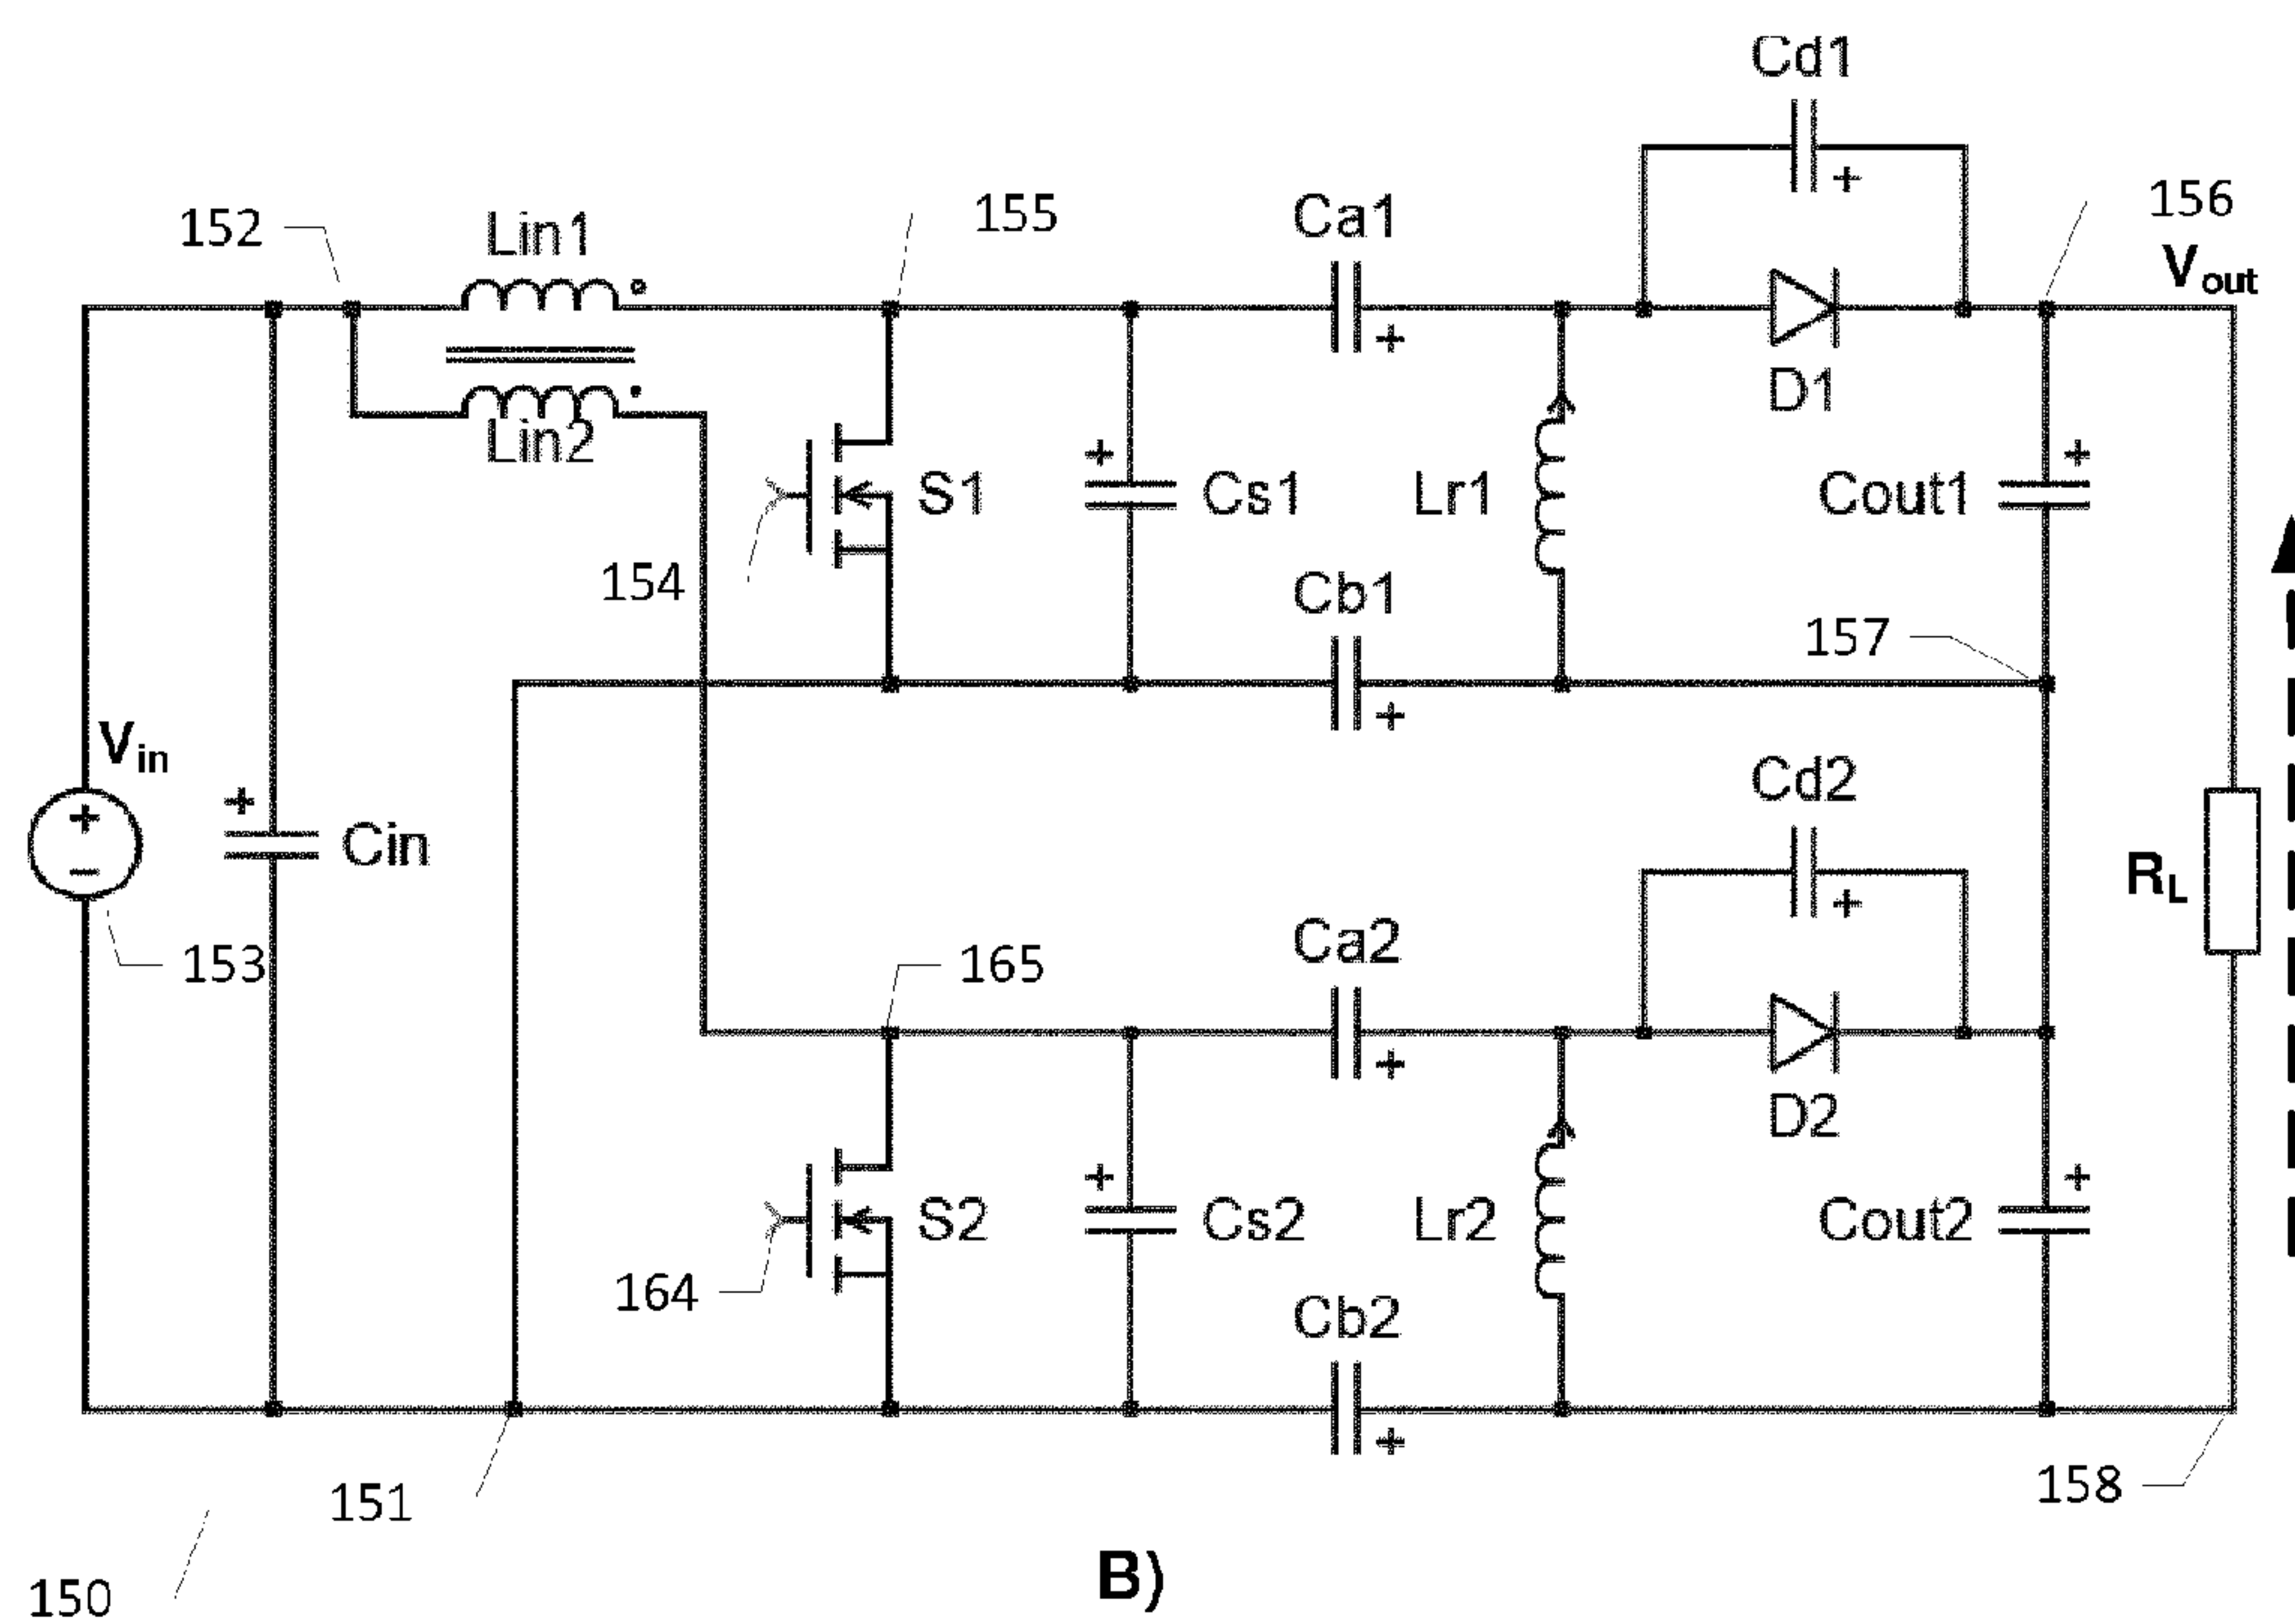 Cd1
152
Lin1
155
Ca1
156
Vout
D1
Lin2
S1
Cs1
Lr1
Cout1
154
Cb1
157
Vin
Cd2
Cin
RL
153
165
Ca2
D2
S2
Cs2
Lr2
Cout2
164
Cb2
151
158
B)
150